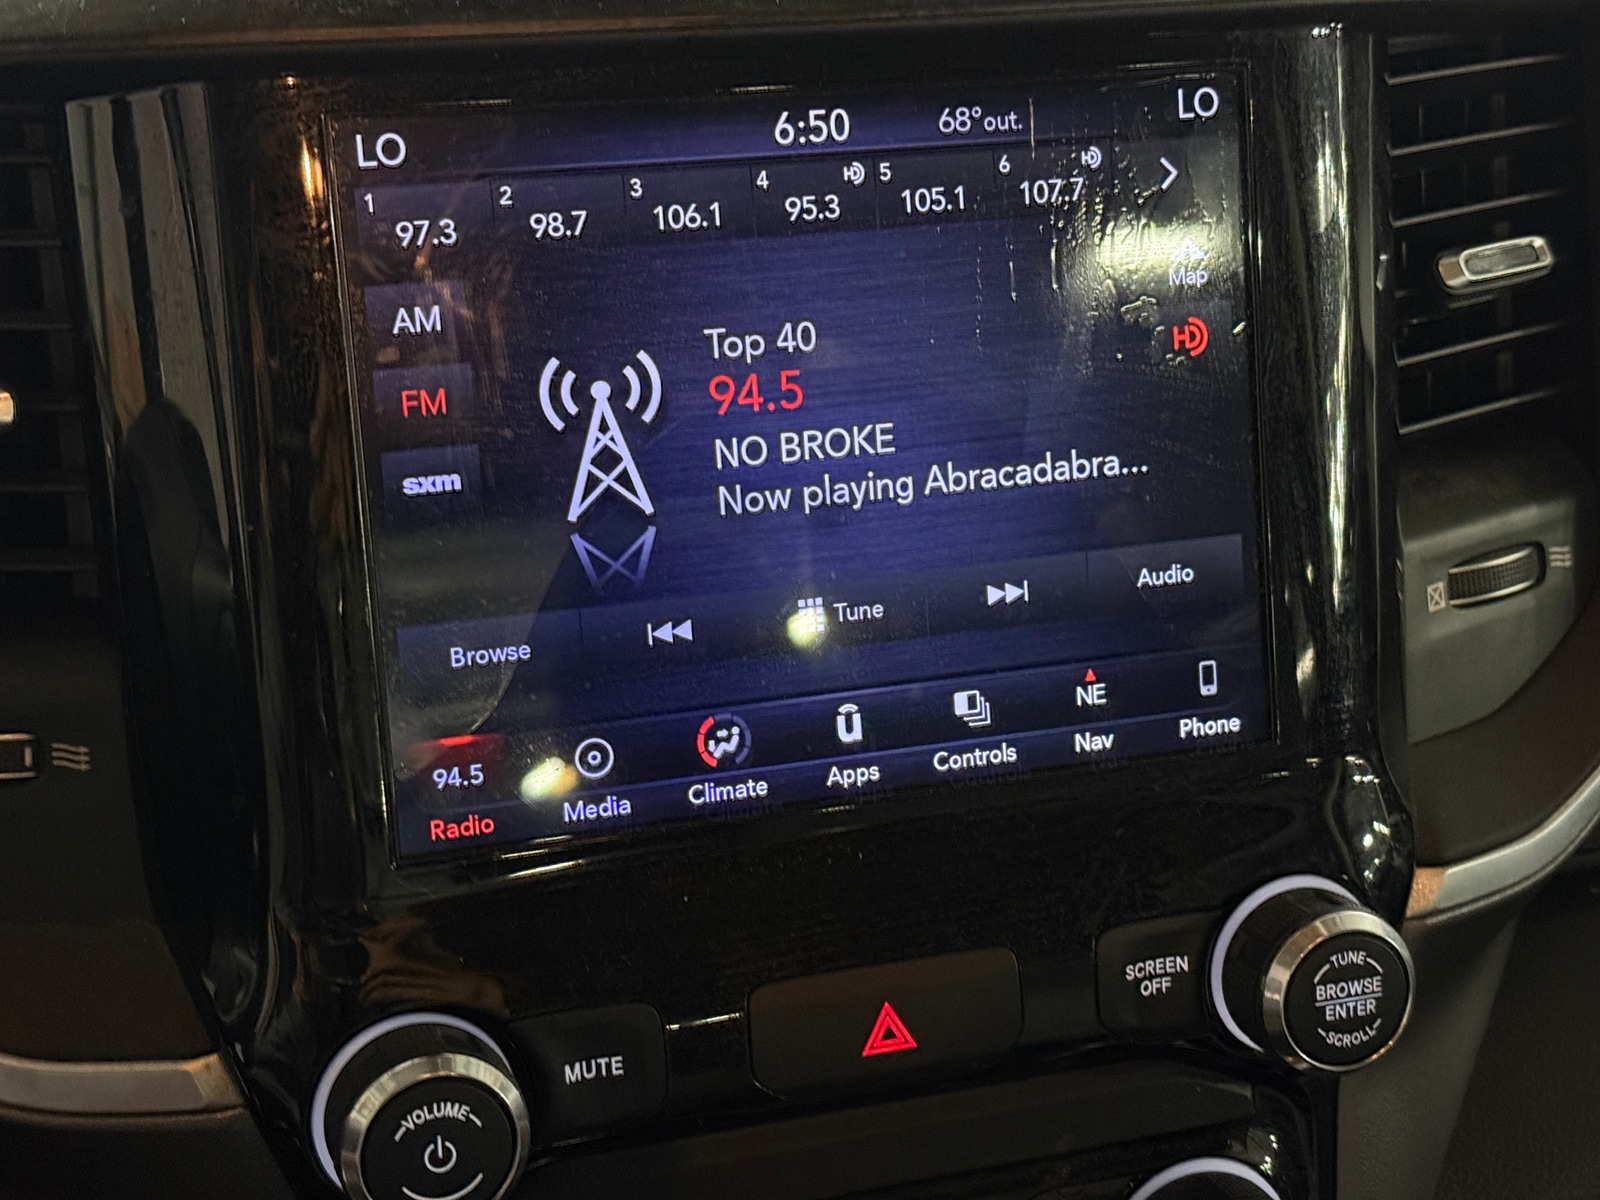 LO 6:50 68°out. LO
1 97.3 2 98.7 3 106.1 4 95.3 HD 5 105.1 6 107.7 HD
Map
AM
Top 40
HD
94.5
FM
NO BROKE
sxm
Now playing Abracadabra...
Browse Tune Audio
94.5 NE
Radio Media Climate Apps Controls Nav Phone
SCREEN
OFF
TUNE
BROWSE
ENTER
SCROLL
MUTE
VOLUME